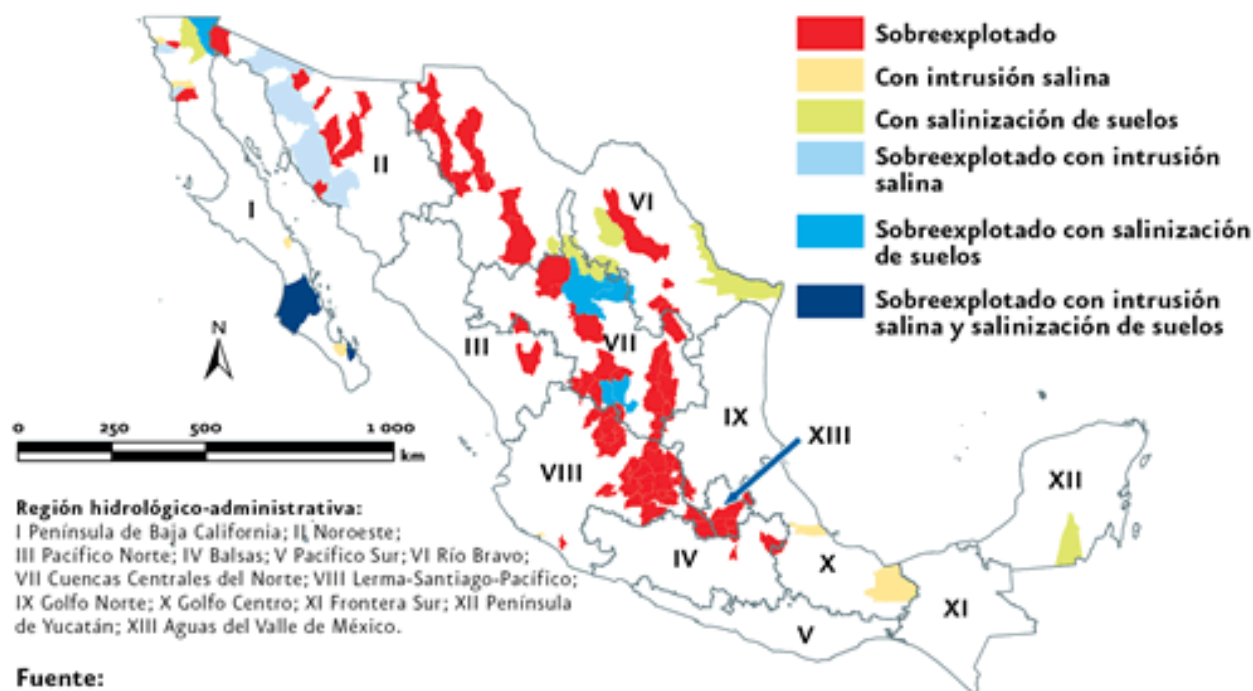 Sobreexplotado
Con intrusión salina
Con salinización de suelos
Sobreexplotado con intrusión
salina
Sobreexplotado con salinización
de suelos
Sobreexplotado con intrusión
salina y salinización de suelos
I
II
III
IV
V
VI
VII
VIII
IX
X
XI
XII
XIII
N
0 250 500 1 000
km
Región hidrológico-administrativa:
I Península de Baja California; II Noroeste;
III Pacífico Norte; IV Balsas; V Pacífico Sur; VI Río Bravo;
VII Cuencas Centrales del Norte; VIII Lerma-Santiago-Pacífico;
IX Golfo Norte; X Golfo Centro; XI Frontera Sur; XII Península
de Yucatán; XIII Aguas del Valle de México.
Fuente: